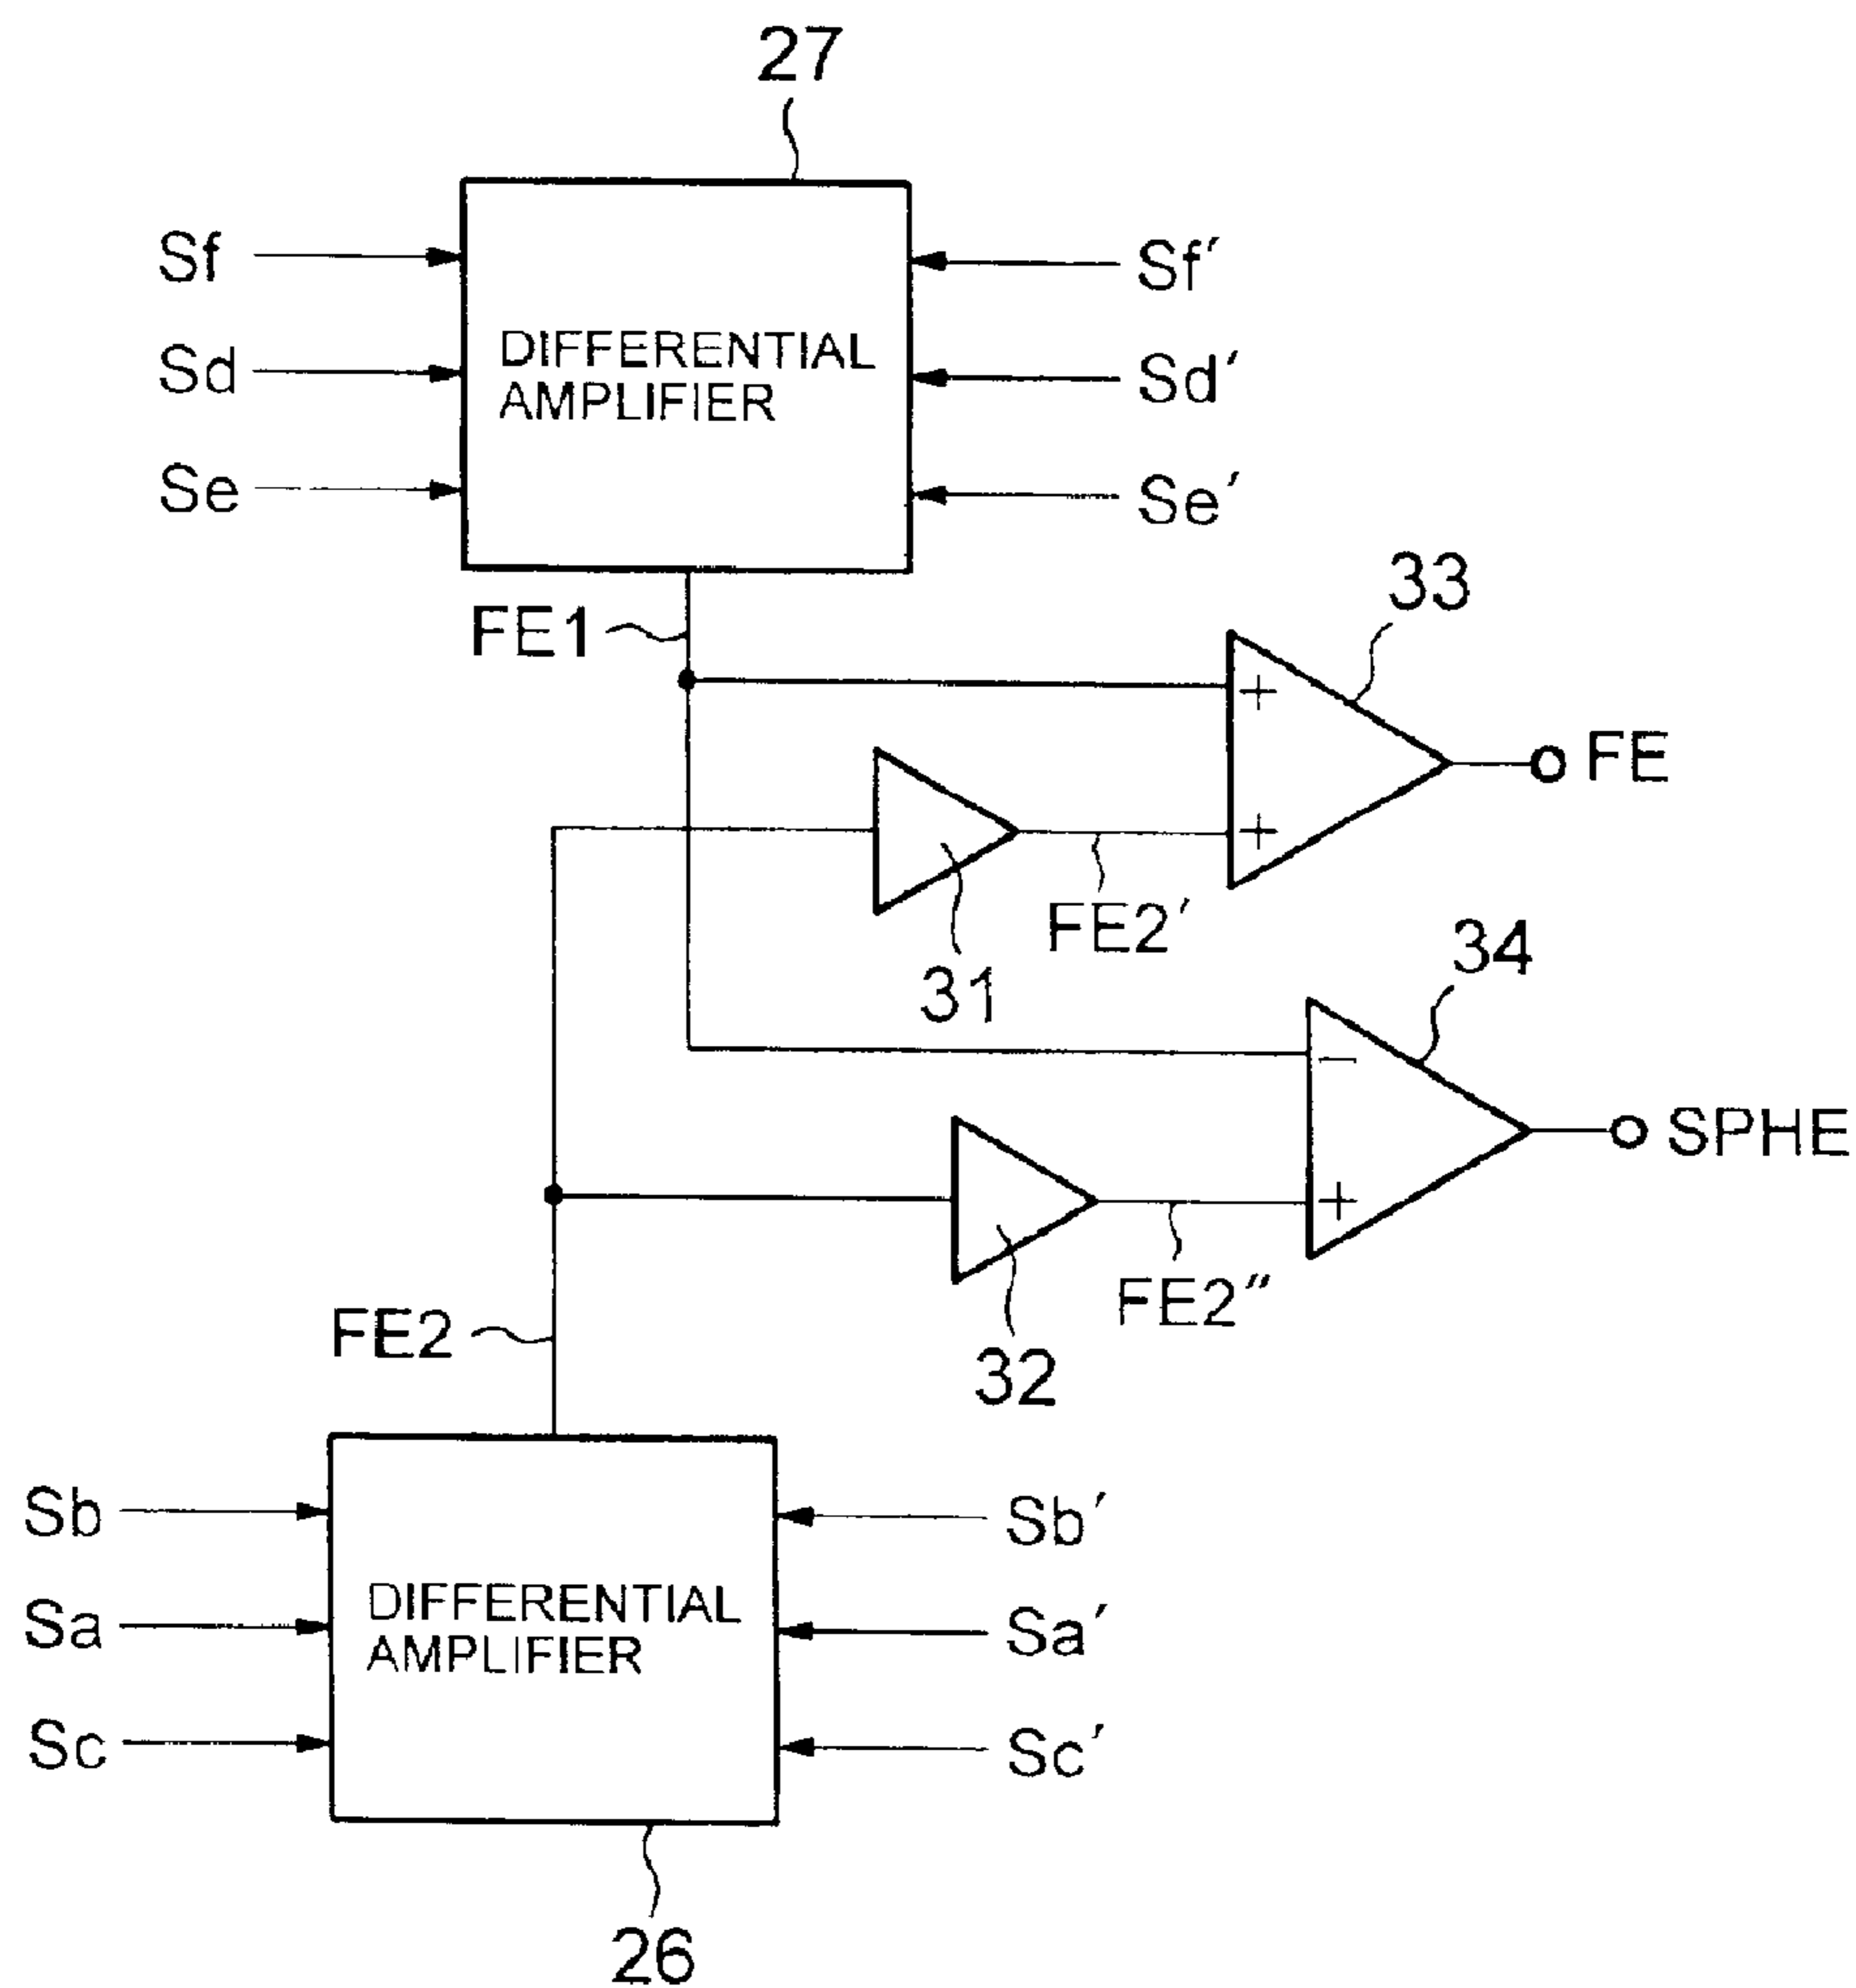 27
Sf
Sf′
Sd
DIFFERENTIAL
AMPLIFIER
Sd′
Se
Se′
FE1
33
+
FE
+
FE2′
31
34
−
SPHE
+
FE2″
FE2
32
Sb
Sb′
Sa
DIFFERENTIAL
AMPLIFIER
Sa′
Sc
Sc′
26